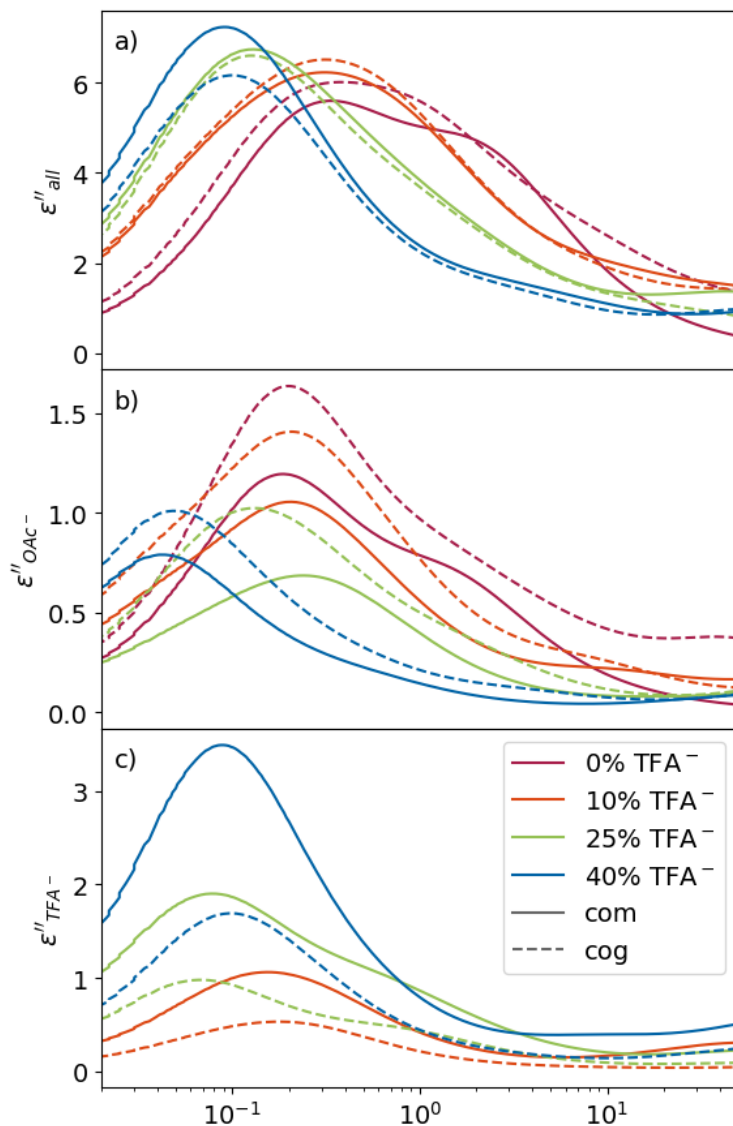 a)
6
4
2
0
ε''all
b)
1.5
1.0
0.5
0.0
ε''OAc⁻
c)
3
2
1
0
ε''TFA⁻
0% TFA⁻
10% TFA⁻
25% TFA⁻
40% TFA⁻
com
cog
10⁻¹ 10⁰ 10¹